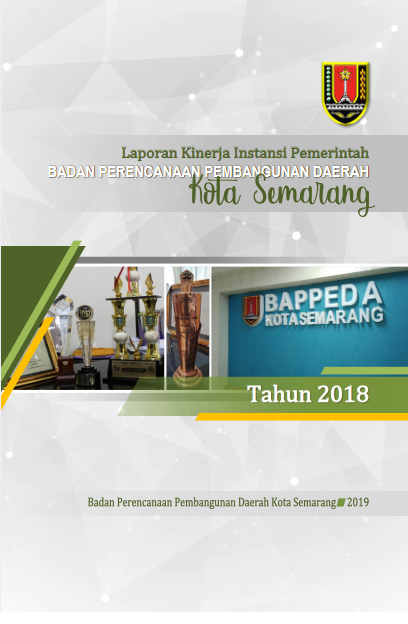 Laporan Kinerja Instansi Pemerintah
BADAN PERENCANAAN PEMBANGUNAN DAERAH
Kota Semarang
BAPPEDA
KOTA SEMARANG
Tahun 2018
Badan Perencanaan Pembangunan Daerah Kota Semarang 2019